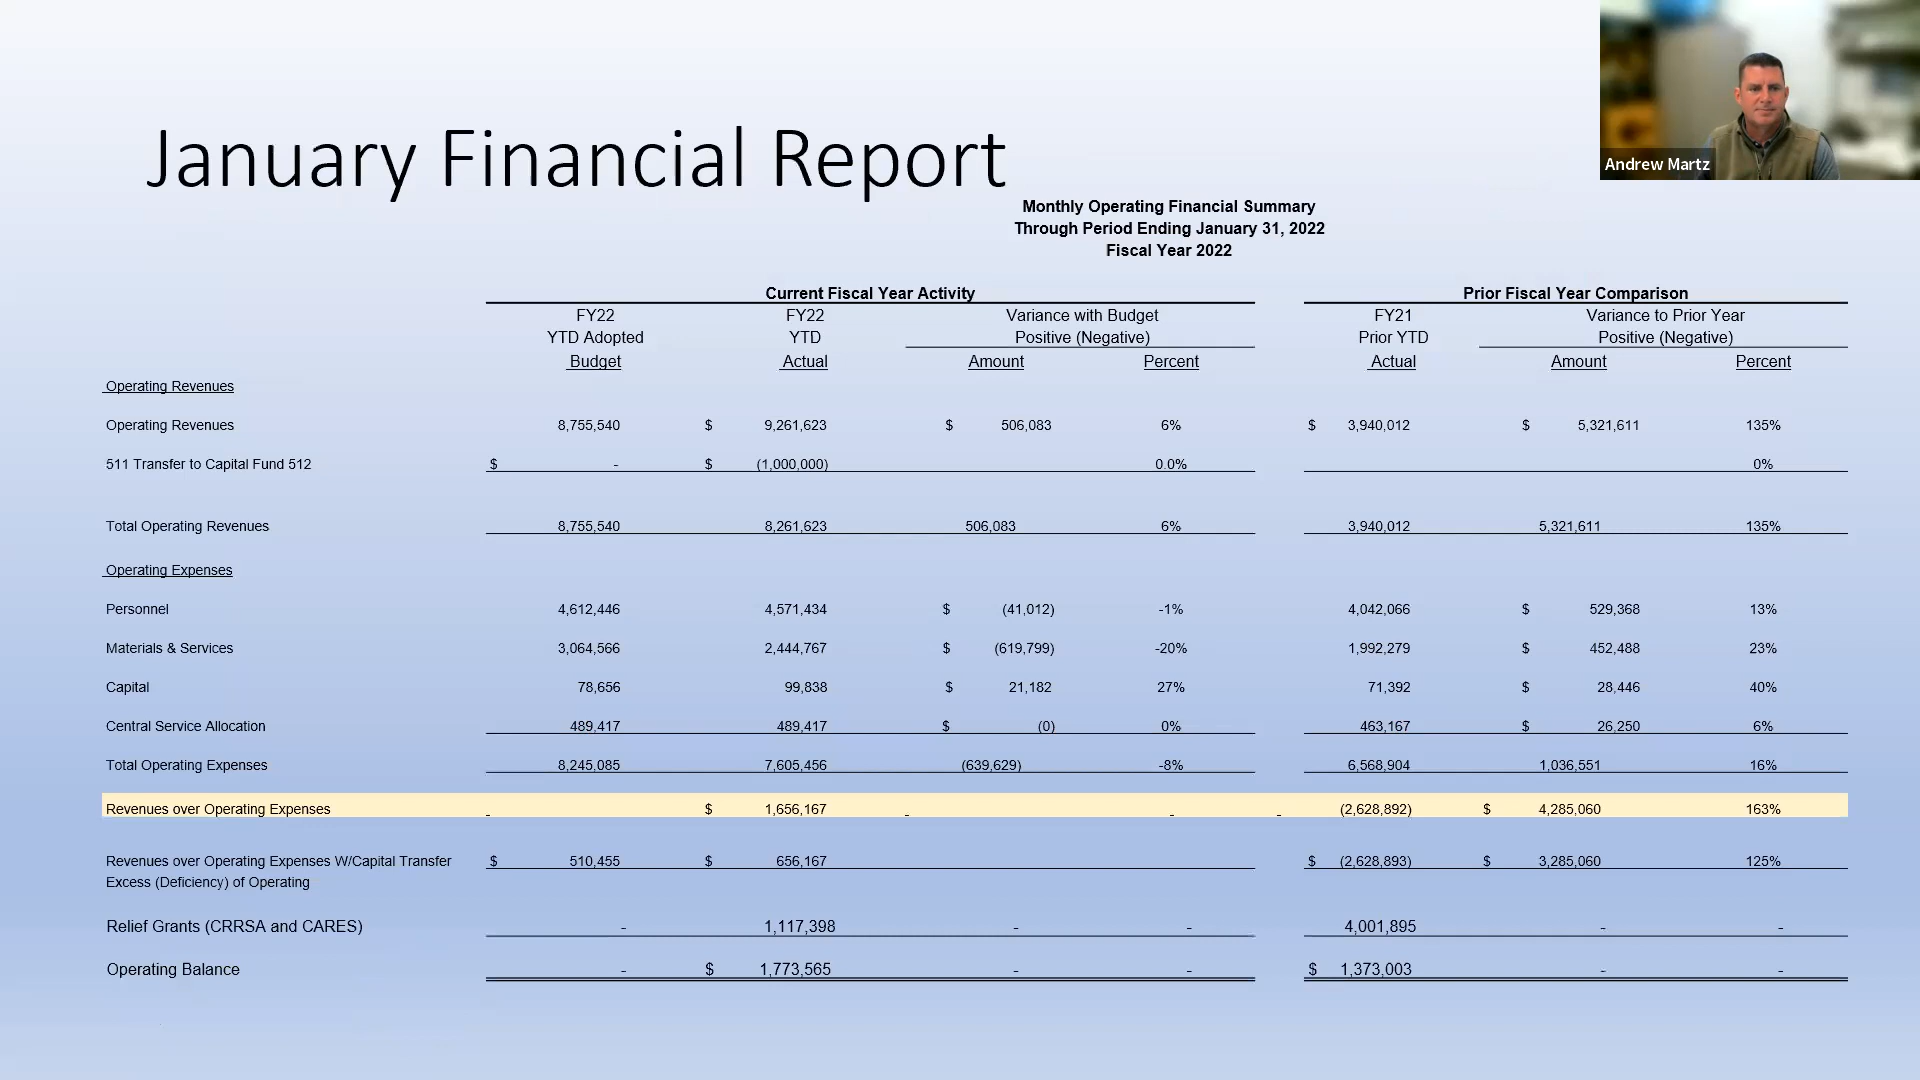 Andrew Martz
January Financial Report
Monthly Operating Financial Summary
Through Period Ending January 31, 2022
Fiscal Year 2022
Current Fiscal Year Activity Prior Fiscal Year Comparison
FY22 FY22 Variance with Budget FY21 Variance to Prior Year
YTD Adopted YTD Positive (Negative) Prior YTD Positive (Negative)
Budget Actual Amount Percent Actual Amount Percent
Operating Revenues
Operating Revenues 8,755,540 $ 9,261,623 $ 506,083 6% $ 3,940,012 $ 5,321,611 135%
511 Transfer to Capital Fund 512 $ - $ (1,000,000) 0.0% 0%
Total Operating Revenues 8,755,540 8,261,623 506,083 6% 3,940,012 5,321,611 135%
Operating Expenses
Personnel 4,612,446 4,571,434 $ (41,012) -1% 4,042,066 $ 529,368 13%
Materials & Services 3,064,566 2,444,767 $ (619,799) -20% 1,992,279 $ 452,488 23%
Capital 78,656 99,838 $ 21,182 27% 71,392 $ 28,446 40%
Central Service Allocation 489,417 489,417 $ (0) 0% 463,167 $ 26,250 6%
Total Operating Expenses 8,245,085 7,605,456 (639,629) -8% 6,568,904 1,036,551 16%
Revenues over Operating Expenses - $ 1,656,167 - - - (2,628,892) $ 4,285,060 163%
Revenues over Operating Expenses W/Capital Transfer $ 510,455 $ 656,167 $ (2,628,893) $ 3,285,060 125%
Excess (Deficiency) of Operating
Relief Grants (CRRSA and CARES) - 1,117,398 - - 4,001,895 - -
Operating Balance - $ 1,773,565 - - $ 1,373,003 - -